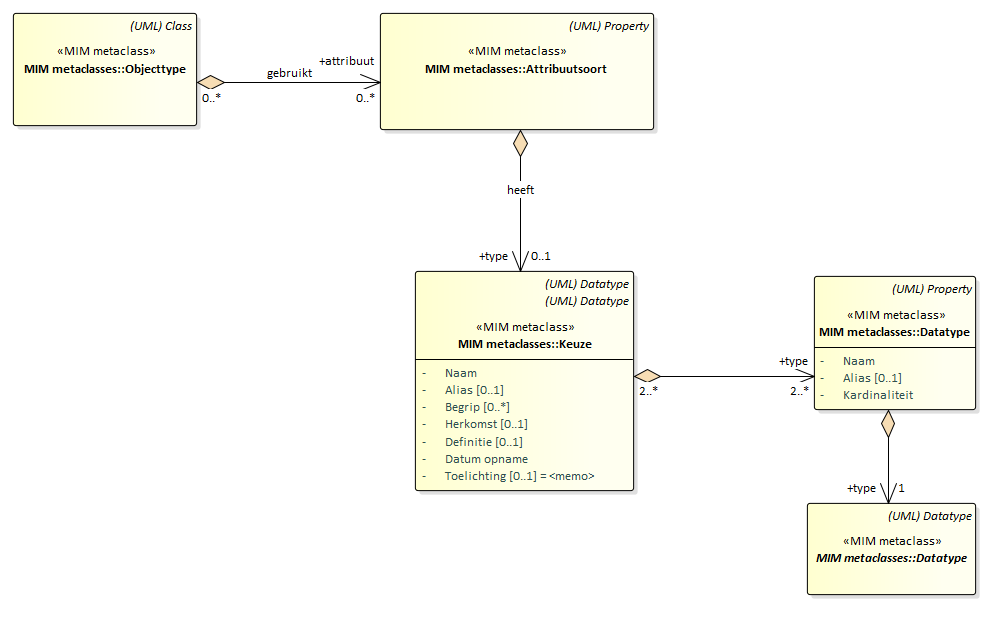 (UML) Class
«MIM metaclass»
MIM metaclasses::Objecttype
0..*
gebruikt
+attribuut
0..*
(UML) Property
«MIM metaclass»
MIM metaclasses::Attribuutsoort
heeft
+type
0..1
(UML) Datatype
(UML) Datatype
«MIM metaclass»
MIM metaclasses::Keuze
- Naam
- Alias [0..1]
- Begrip [0..*]
- Herkomst [0..1]
- Definitie [0..1]
- Datum opname
- Toelichting [0..1] = <memo>
2..*
+type
2..*
(UML) Property
«MIM metaclass»
MIM metaclasses::Datatype
- Naam
- Alias [0..1]
- Kardinaliteit
+type
1
(UML) Datatype
«MIM metaclass»
MIM metaclasses::Datatype